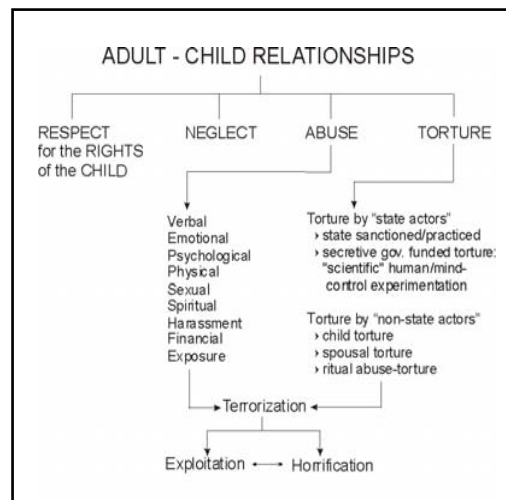 ADULT - CHILD RELATIONSHIPS
RESPECT
for the RIGHTS
of the CHILD
NEGLECT
ABUSE
TORTURE
Verbal
Emotional
Psychological
Physical
Sexual
Spiritual
Harassment
Financial
Exposure
Torture by "state actors"
› state sanctioned/practiced
› secretive gov. funded torture:
"scientific" human/mind-
control experimentation
Torture by "non-state actors"
› child torture
› spousal torture
› ritual abuse-torture
Terrorization
Exploitation
Horrification